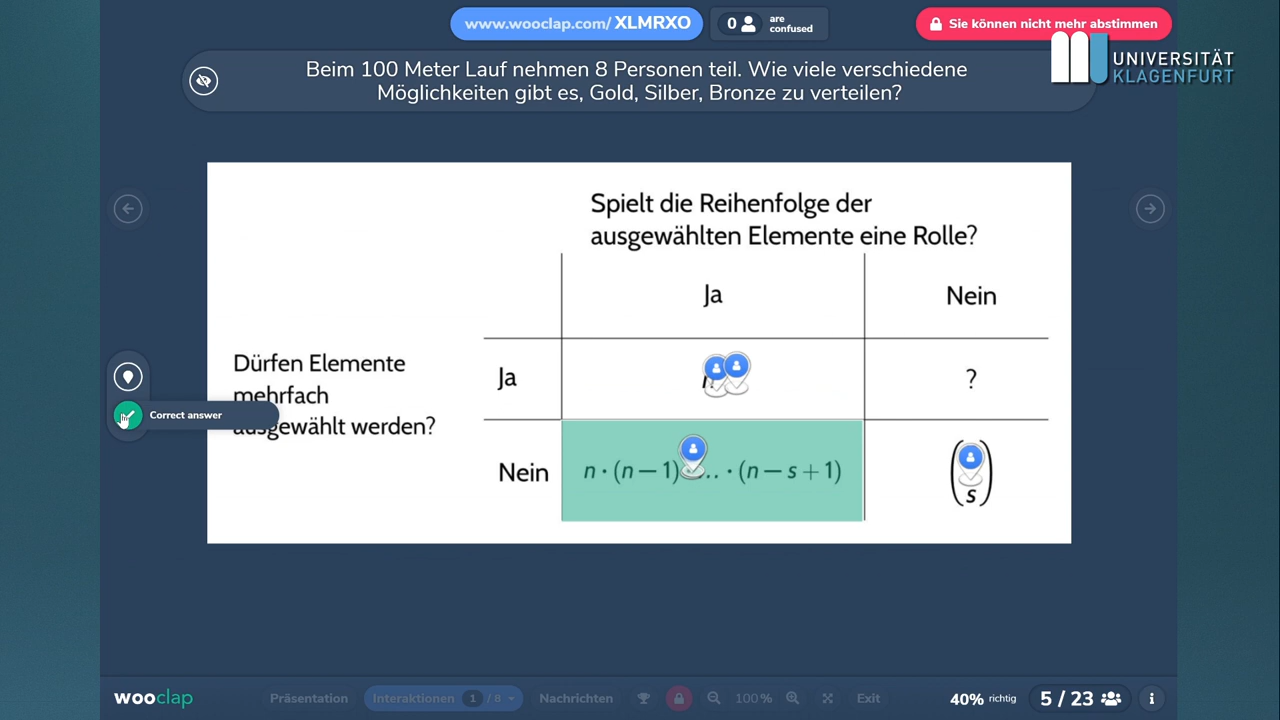 www.wooclap.com/ XLMRXO
0
are
confused
Sie können nicht mehr abstimmen
UNIVERSITÄT
KLAGENFURT
Beim 100 Meter Lauf nehmen 8 Personen teil. Wie viele verschiedene
Möglichkeiten gibt es, Gold, Silber, Bronze zu verteilen?
Spielt die Reihenfolge der
ausgewählten Elemente eine Rolle?
Ja
Nein
Dürfen Elemente
mehrfach
ausgewählt werden?
Ja
?
Correct answer
Nein
n · (n − 1) · … · (n − s + 1)
s
wooclap
Präsentation
Interaktionen 1 / 8
Nachrichten
100 %
Exit
40% richtig
5 / 23
i